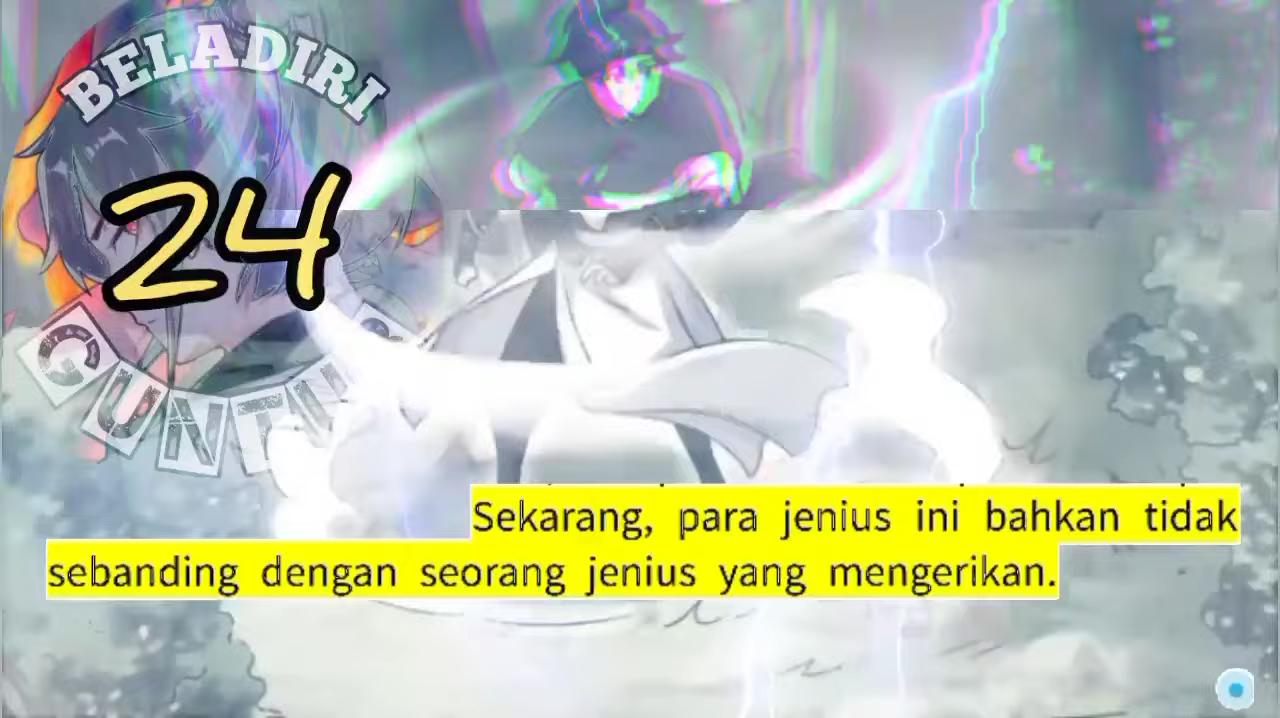 BELADIRI
24
Sekarang, para jenius ini bahkan tidak
sebanding dengan seorang jenius yang mengerikan.